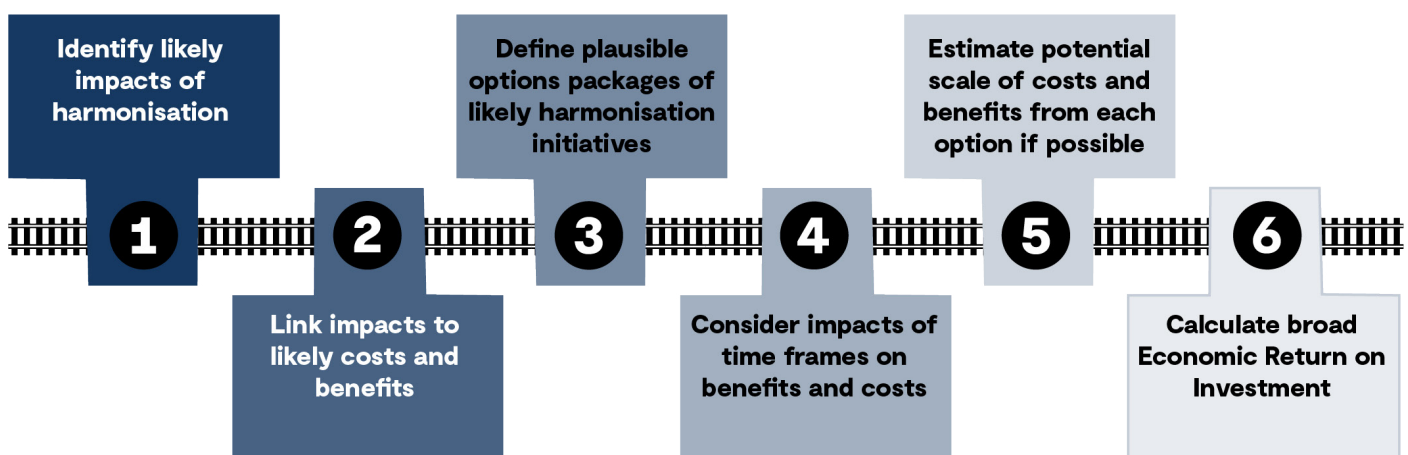 1
Identify likely
impacts of
harmonisation
2
Link impacts to
likely costs and
benefits
3
Define plausible
options packages of
likely harmonisation
initiatives
4
Consider impacts of
time frames on
benefits and costs
5
Estimate potential
scale of costs and
benefits from each
option if possible
6
Calculate broad
Economic Return on
Investment